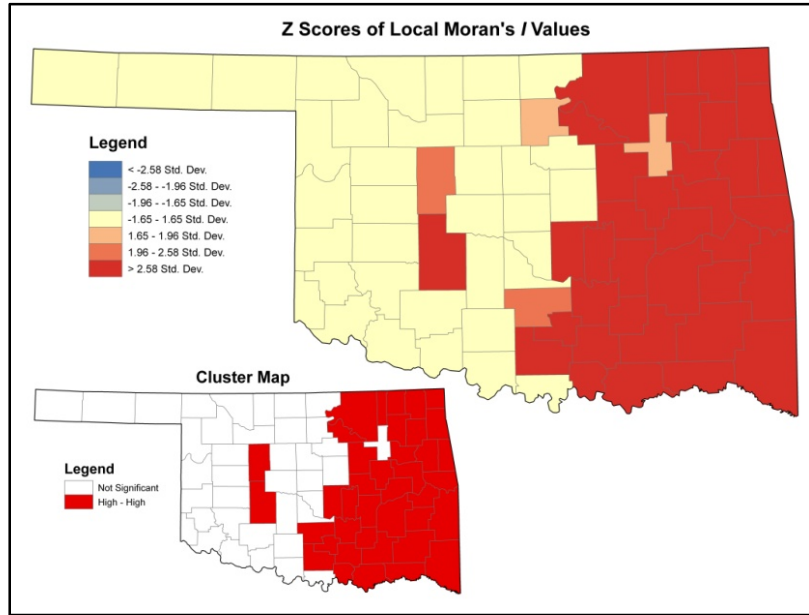 Z Scores of Local Moran's I Values
Legend
< -2.58 Std. Dev.
-2.58 - -1.96 Std. Dev.
-1.96 - -1.65 Std. Dev.
-1.65 - 1.65 Std. Dev.
1.65 - 1.96 Std. Dev.
1.96 - 2.58 Std. Dev.
> 2.58 Std. Dev.
Cluster Map
Legend
Not Significant
High - High